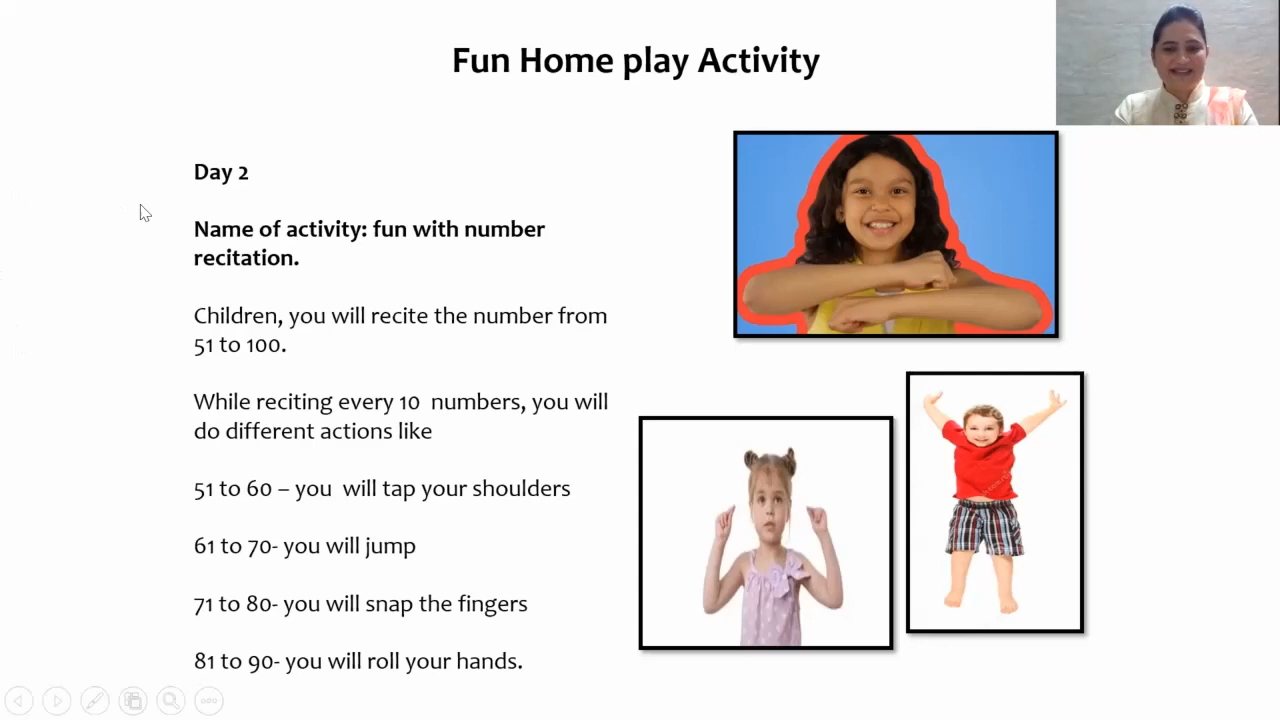 Fun Home play Activity
Day 2
Name of activity: fun with number
recitation.
Children, you will recite the number from
51 to 100.
While reciting every 10  numbers, you will
do different actions like
51 to 60 – you  will tap your shoulders
61 to 70- you will jump
71 to 80- you will snap the fingers
81 to 90- you will roll your hands.